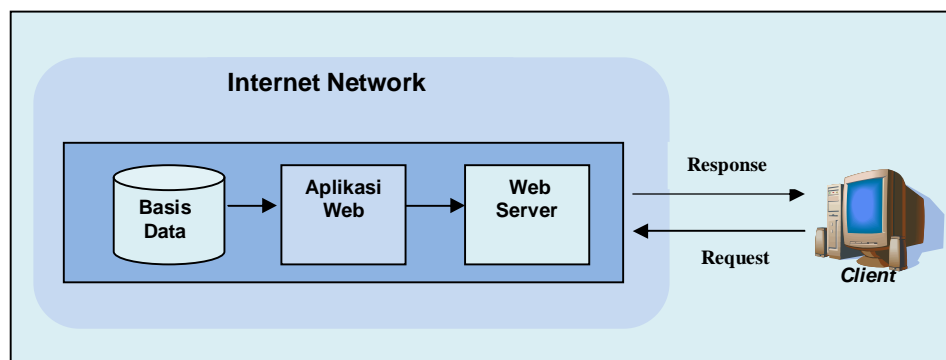 Internet Network
Basis
Data
Aplikasi
Web
Web
Server
Response
Request
Client